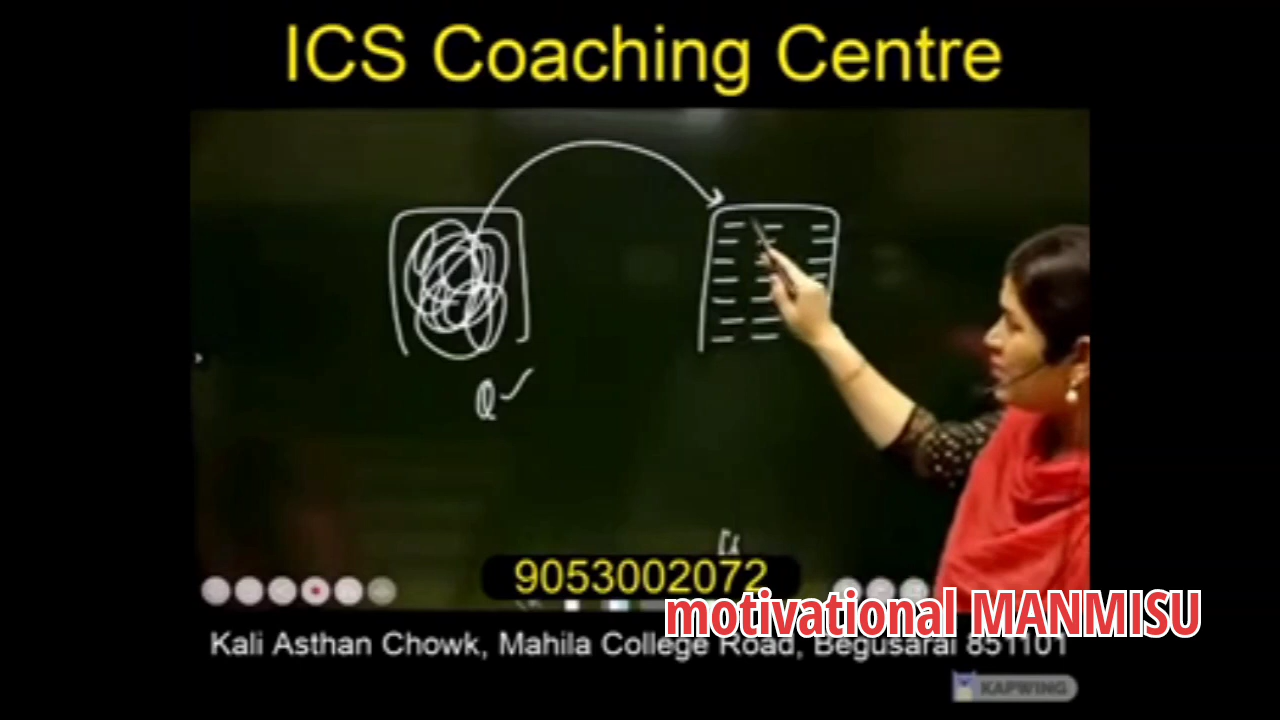 ICS Coaching Centre
Q
9053002072
motivational MANMISU
Kali Asthan Chowk, Mahila College Road, Begusarai 851101
KAPWING